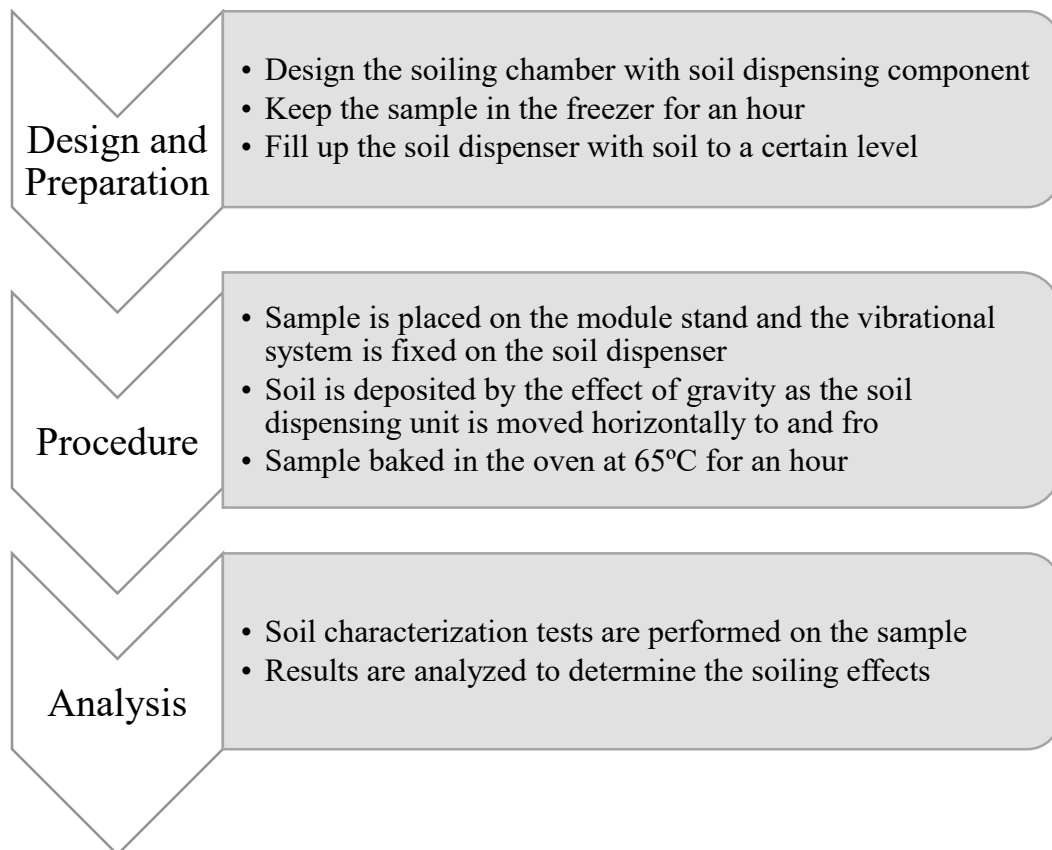 Design and
Preparation
• Design the soiling chamber with soil dispensing component
• Keep the sample in the freezer for an hour
• Fill up the soil dispenser with soil to a certain level
Procedure
• Sample is placed on the module stand and the vibrational
system is fixed on the soil dispenser
• Soil is deposited by the effect of gravity as the soil
dispensing unit is moved horizontally to and fro
• Sample baked in the oven at 65ºC for an hour
Analysis
• Soil characterization tests are performed on the sample
• Results are analyzed to determine the soiling effects